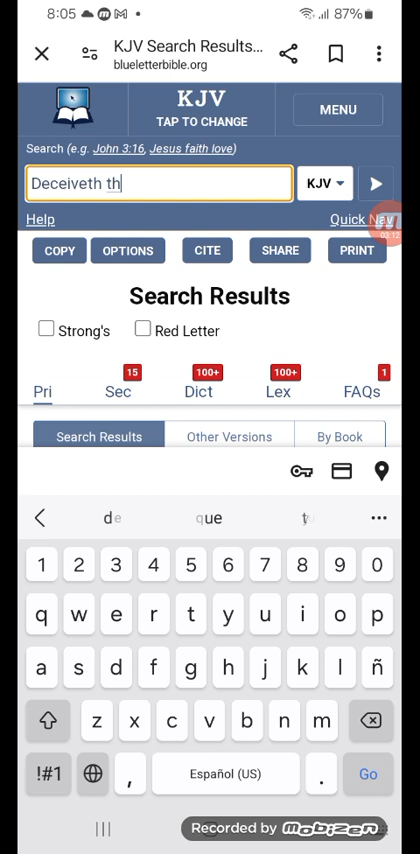 8:05 87%
KJV Search Results...
blueletterbible.org
KJV
TAP TO CHANGE
MENU
Search (e.g. John 3:16, Jesus faith love)
Deceiveth th
KJV
Help
Quick Nav
03:12
COPY OPTIONS CITE SHARE PRINT
Search Results
Strong's Red Letter
15 100+ 100+ 1
Pri Sec Dict Lex FAQs
Search Results Other Versions By Book
de que tu
1 2 3 4 5 6 7 8 9 0
q w e r t y u i o p
a s d f g h j k l ñ
z x c v b n m
!#1 , Español (US) . Go
Recorded by mobizen